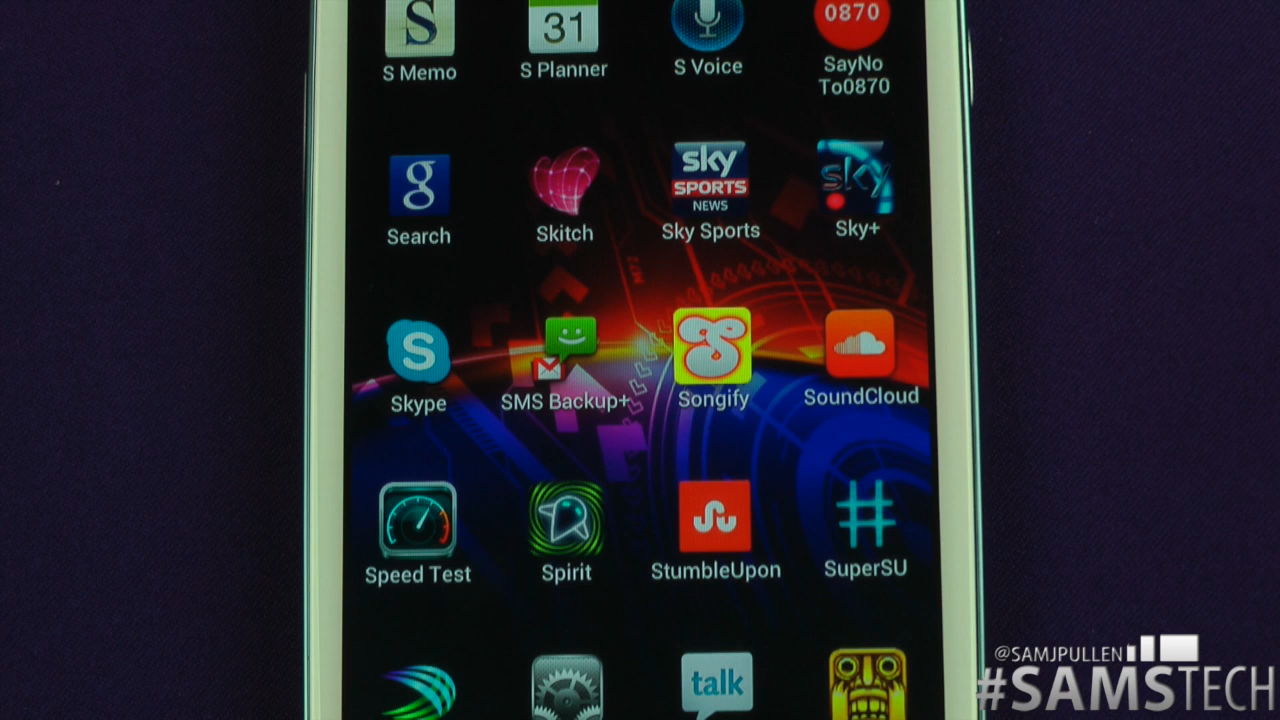 S
31
0870
S Memo
S Planner
S Voice
SayNo
To0870
g
sky
SPORTS
NEWS
sky
Search
Skitch
Sky Sports
Sky+
S
Skype
SMS Backup+
Songify
SoundCloud
Speed Test
Spirit
StumbleUpon
SuperSU
talk
@SAMJPULLEN
#SAMSTECH